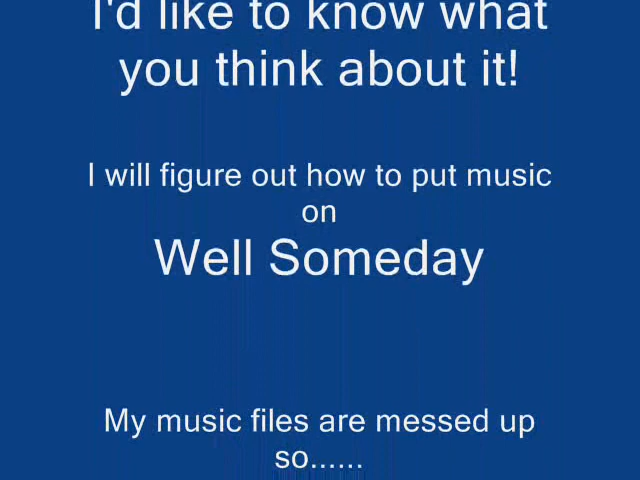 I'd like to know what
you think about it!
I will figure out how to put music
on
Well Someday
My music files are messed up
so......